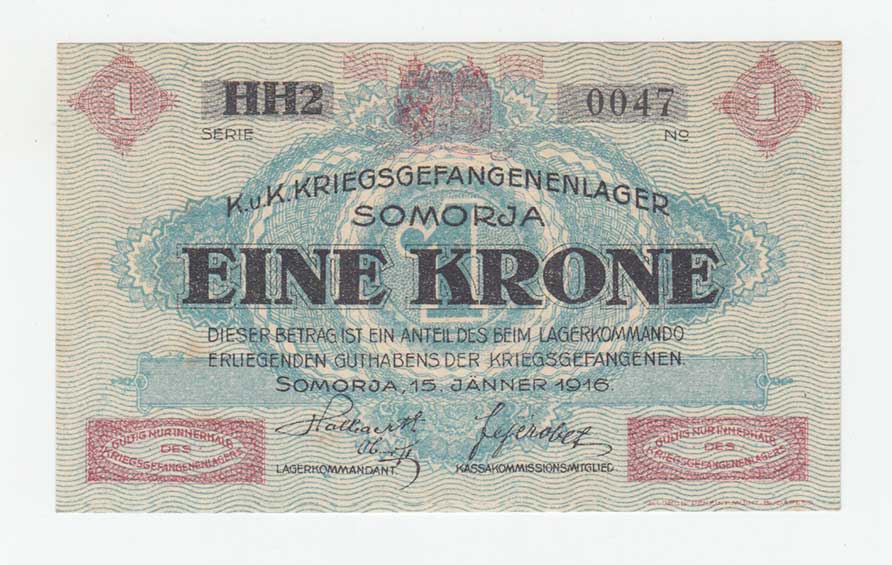 1 HH2 0047 1
SERIE No
K.u.K. KRIEGSGEFANGENENLAGER
SOMORJA
1
EINE KRONE
DIESER BETRAG IST EIN ANTEIL DES BEIM LAGERKOMMANDO
ERLIEGENDEN GUTHABENS DER KRIEGSGEFANGENEN.
SOMORJA, 15. JÄNNER 1916.
GÜLTIG NUR INNERHALB
DES
KRIEGSGEFANGENENLAGERS
LAGERKOMMANDANT. KASSAKOMMISSIONSMITGLIED
GÜLTIG NUR INNERHALB
DES
KRIEGSGEFANGENENLAGERS